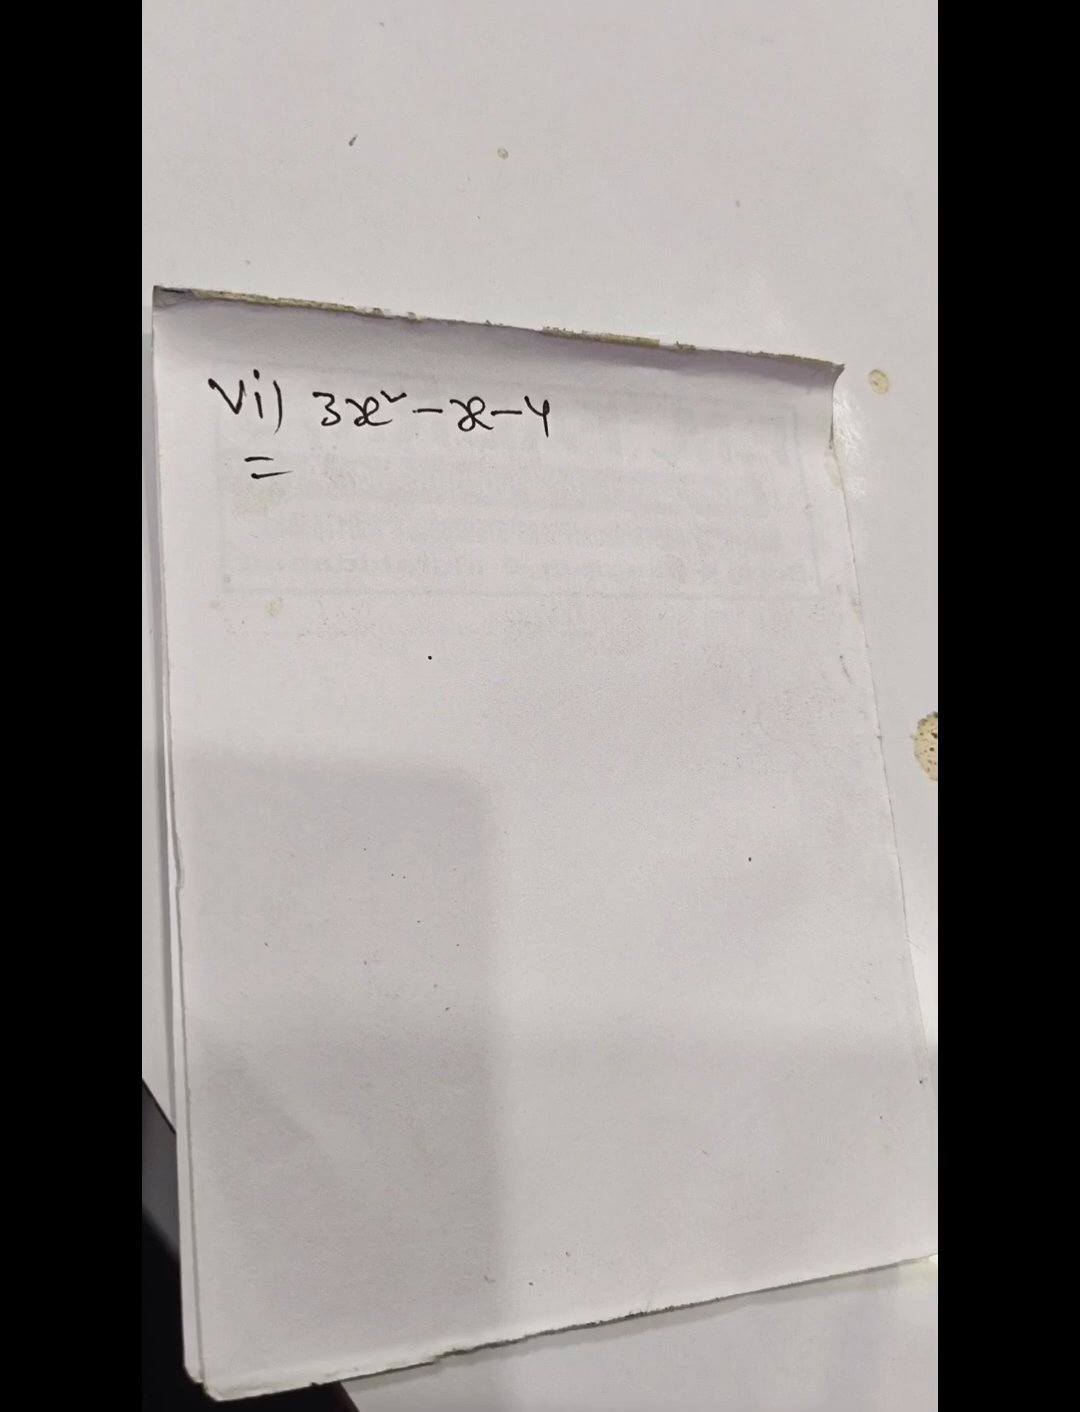 vi) 3x² - x - 4
=